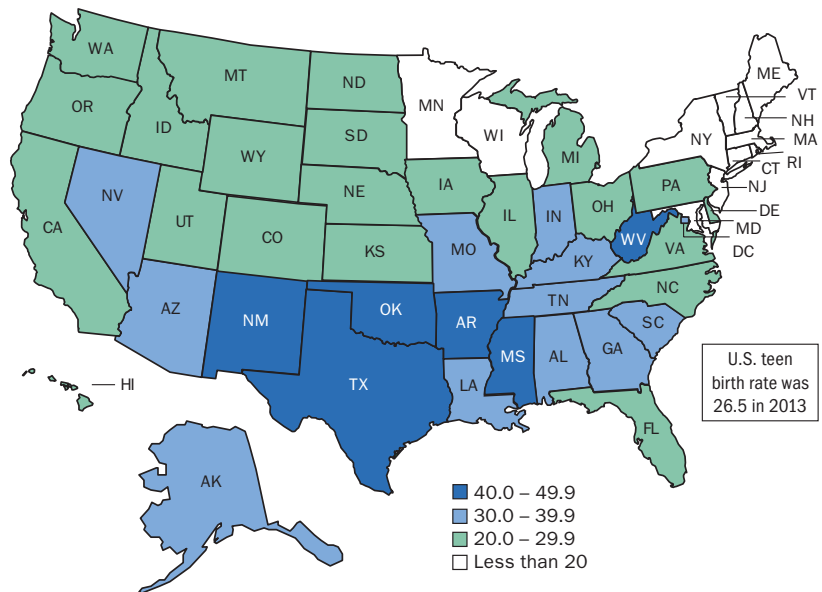 WA
MT
ND
MN
ME
VT
NH
MA
RI
CT
NJ
DE
MD
DC
OR
ID
SD
WI
NY
WY
MI
NV
NE
IA
PA
CA
UT
CO
IL
IN
OH
WV
VA
KS
MO
KY
NC
TN
AZ
NM
OK
AR
SC
MS
AL
GA
TX
LA
FL
HI
AK
U.S. teen
birth rate was
26.5 in 2013
40.0 – 49.9
30.0 – 39.9
20.0 – 29.9
Less than 20